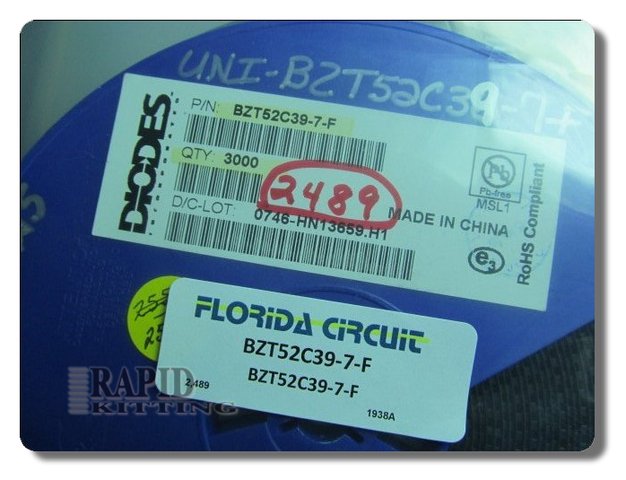 UNI-BZT52C39-7-F
DIODES
P/N: BZT52C39-7-F
QTY: 3000
2489
D/C-LOT: 0746-HN13659.H1
MADE IN CHINA
Pb
Pb-free
MSL1
e3
RoHS Compliant
FLORIDA CIRCUIT
BZT52C39-7-F
BZT52C39-7-F
2,489
1938A
RAPID
KITTING